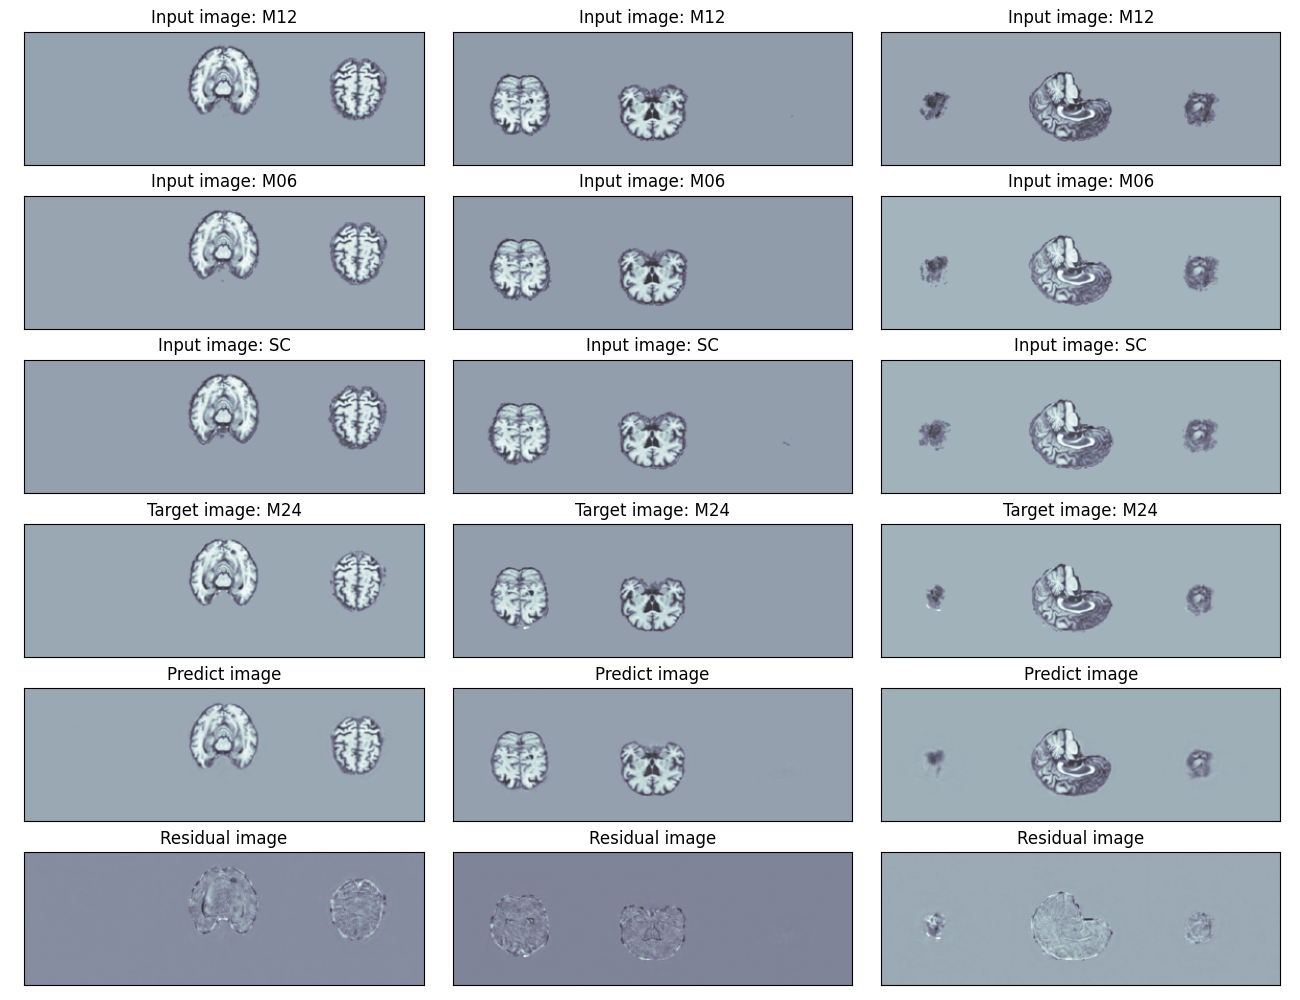 Input image: M12 Input image: M12 Input image: M12
Input image: M06 Input image: M06 Input image: M06
Input image: SC Input image: SC Input image: SC
Target image: M24 Target image: M24 Target image: M24
Predict image Predict image Predict image
Residual image Residual image Residual image